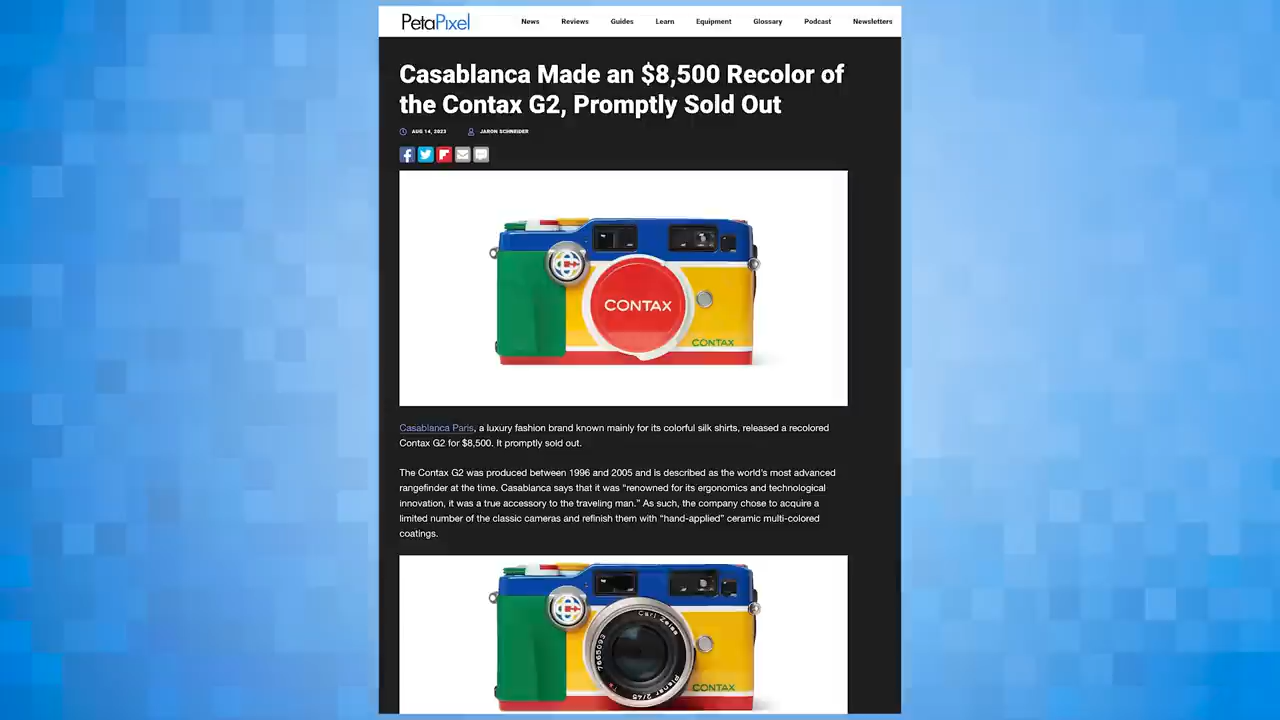 PetaPixel
News Reviews Guides Learn Equipment Glossary Podcast Newsletters
Casablanca Made an $8,500 Recolor of
the Contax G2, Promptly Sold Out
AUG 14, 2023 JARON SCHNEIDER
CONTAX
CONTAX
Casablanca Paris, a luxury fashion brand known mainly for its colorful silk shirts, released a recolored
Contax G2 for $8,500. It promptly sold out.
The Contax G2 was produced between 1996 and 2005 and is described as the world's most advanced
rangefinder at the time. Casablanca says that it was “renowned for its ergonomics and technological
innovation, it was a true accessory to the traveling man.” As such, the company chose to acquire a
limited number of the classic cameras and refinish them with “hand-applied” ceramic multi-colored
coatings.
Carl Zeiss
7665093
Planar 2/45
CONTAX